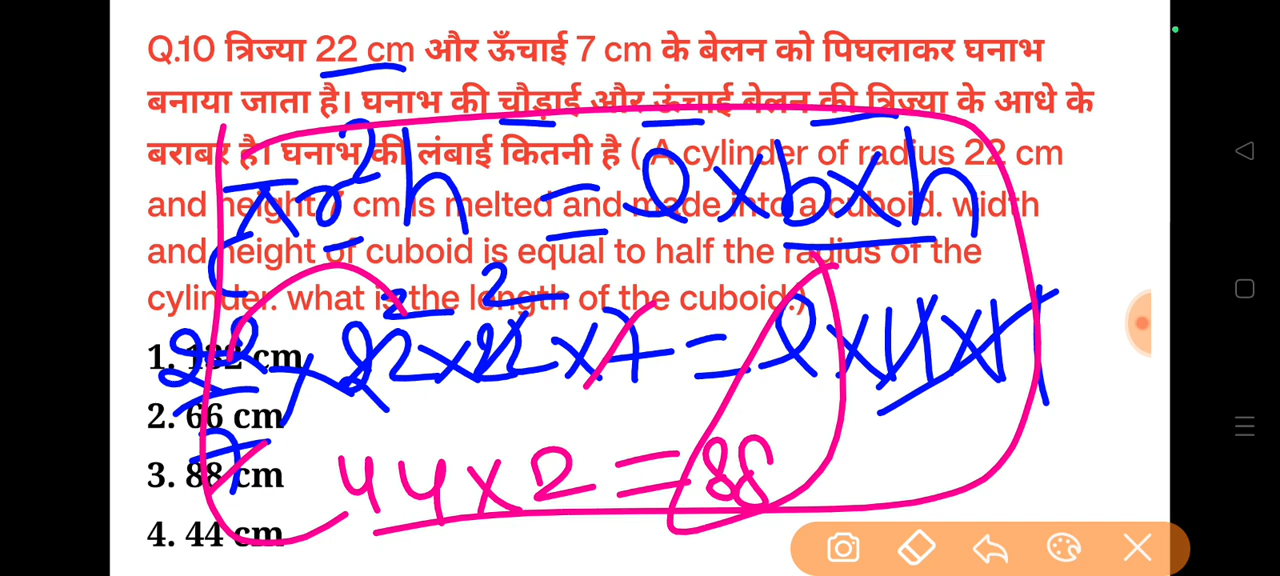 Q.10 त्रिज्या 22 cm और ऊँचाई 7 cm के बेलन को पिघलाकर घनाभ
बनाया जाता है। घनाभ की चौड़ाई और ऊंचाई बेलन की त्रिज्या के आधे के
बराबर है। घनाभ की लंबाई कितनी है ( A cylinder of radius 22 cm
and height 7 cm is melted and made into a cuboid. width
and height of cuboid is equal to half the radius of the
cylinder. what is the length of the cuboid.)
πr²h = l×b×h
22/7 × 22 × 22 × 7 = l × 11 × 11
2 2
1. 132 cm
2. 66 cm
3. 88 cm
4. 44 cm
44 × 2 = 88